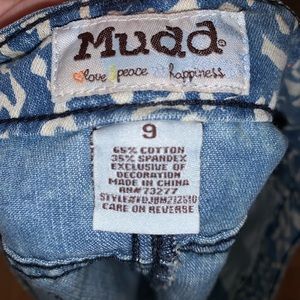 Mudd
love peace happiness
9
65% COTTON
35% SPANDEX
EXCLUSIVE OF
DECORATION
MADE IN CHINA
RN#73277
CARE ON REVERSE